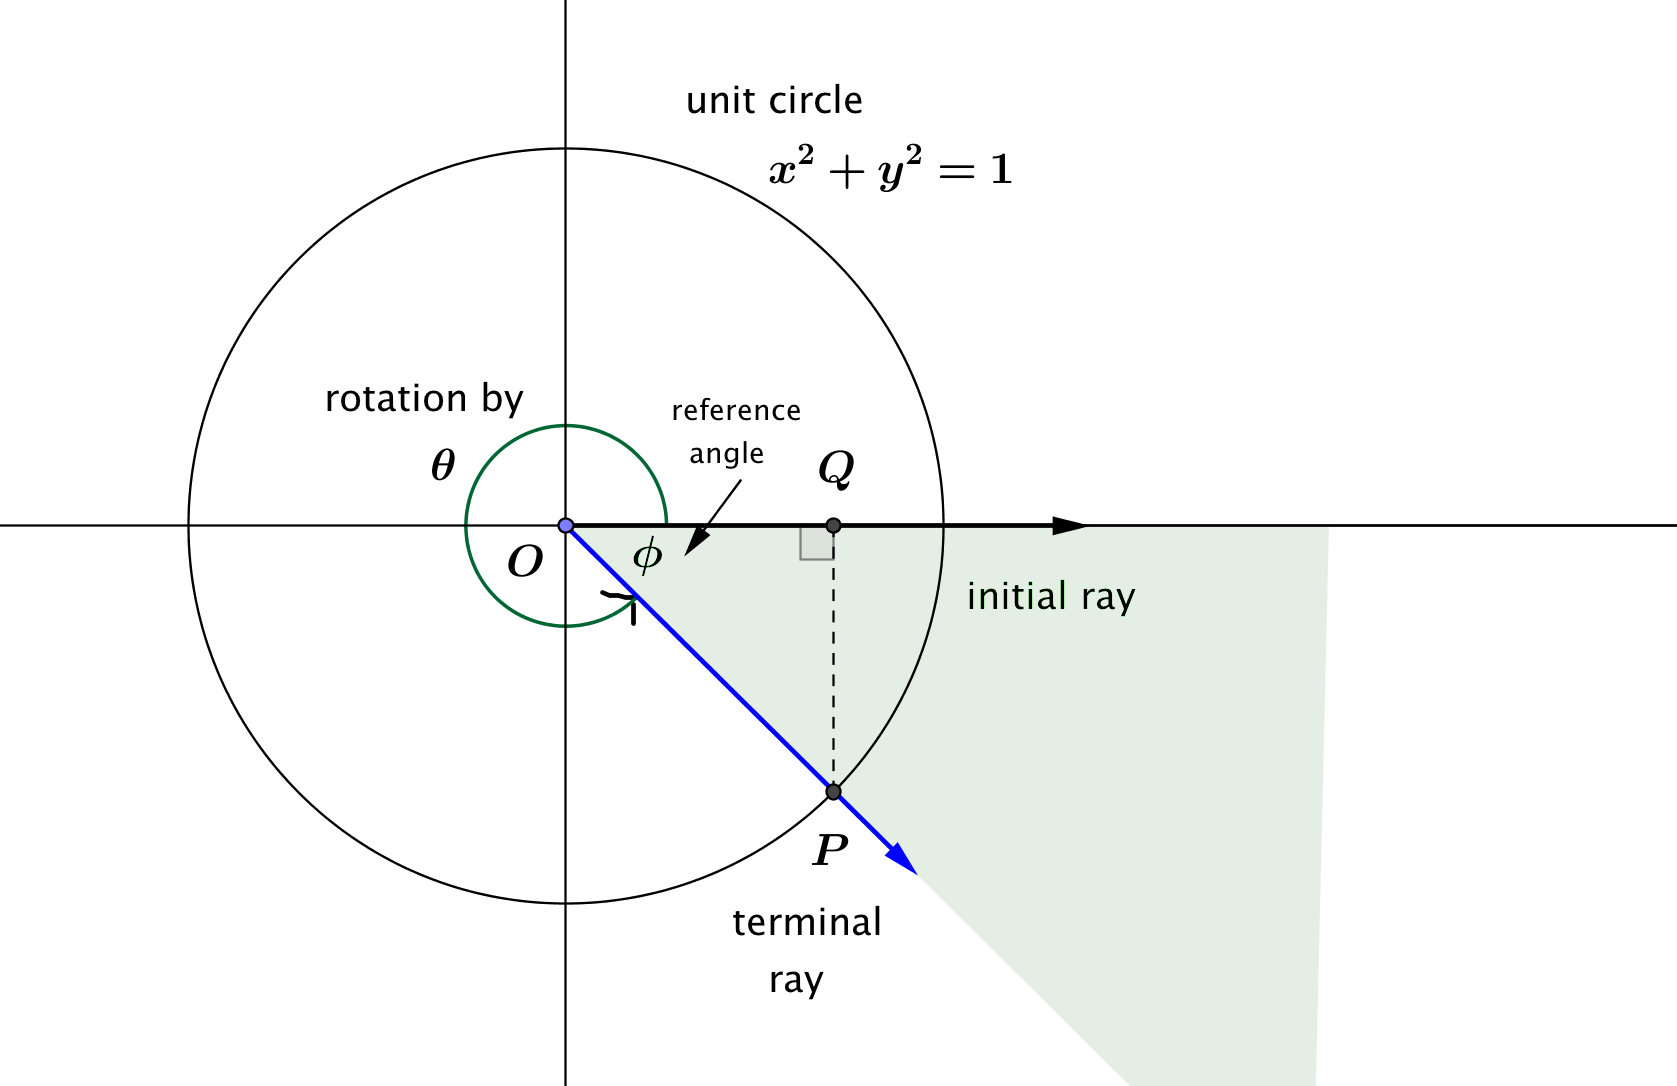 unit circle
x² + y² = 1
rotation by
θ
reference
angle
Q
O
ϕ
initial ray
P
terminal
ray